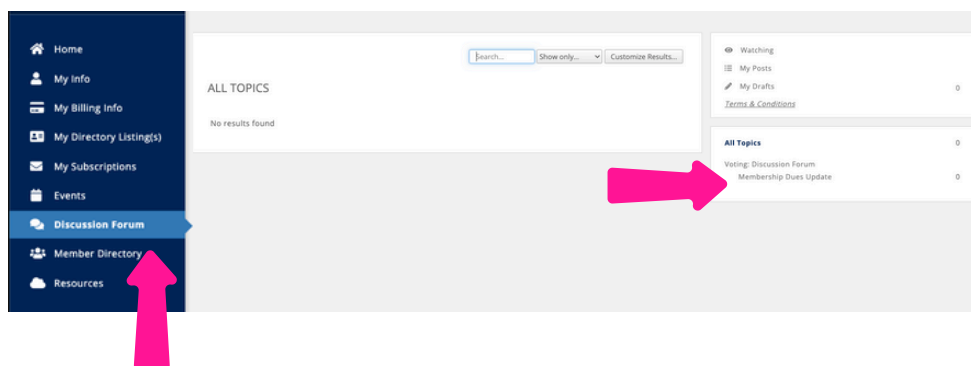 Home
My Info
My Billing Info
My Directory Listing(s)
My Subscriptions
Events
Discussion Forum
Member Directory
Resources
Search... Show only... Customize Results...
ALL TOPICS
No results found
Watching
My Posts
My Drafts 0
Terms & Conditions
All Topics 0
Voting: Discussion Forum
Membership Dues Update 0